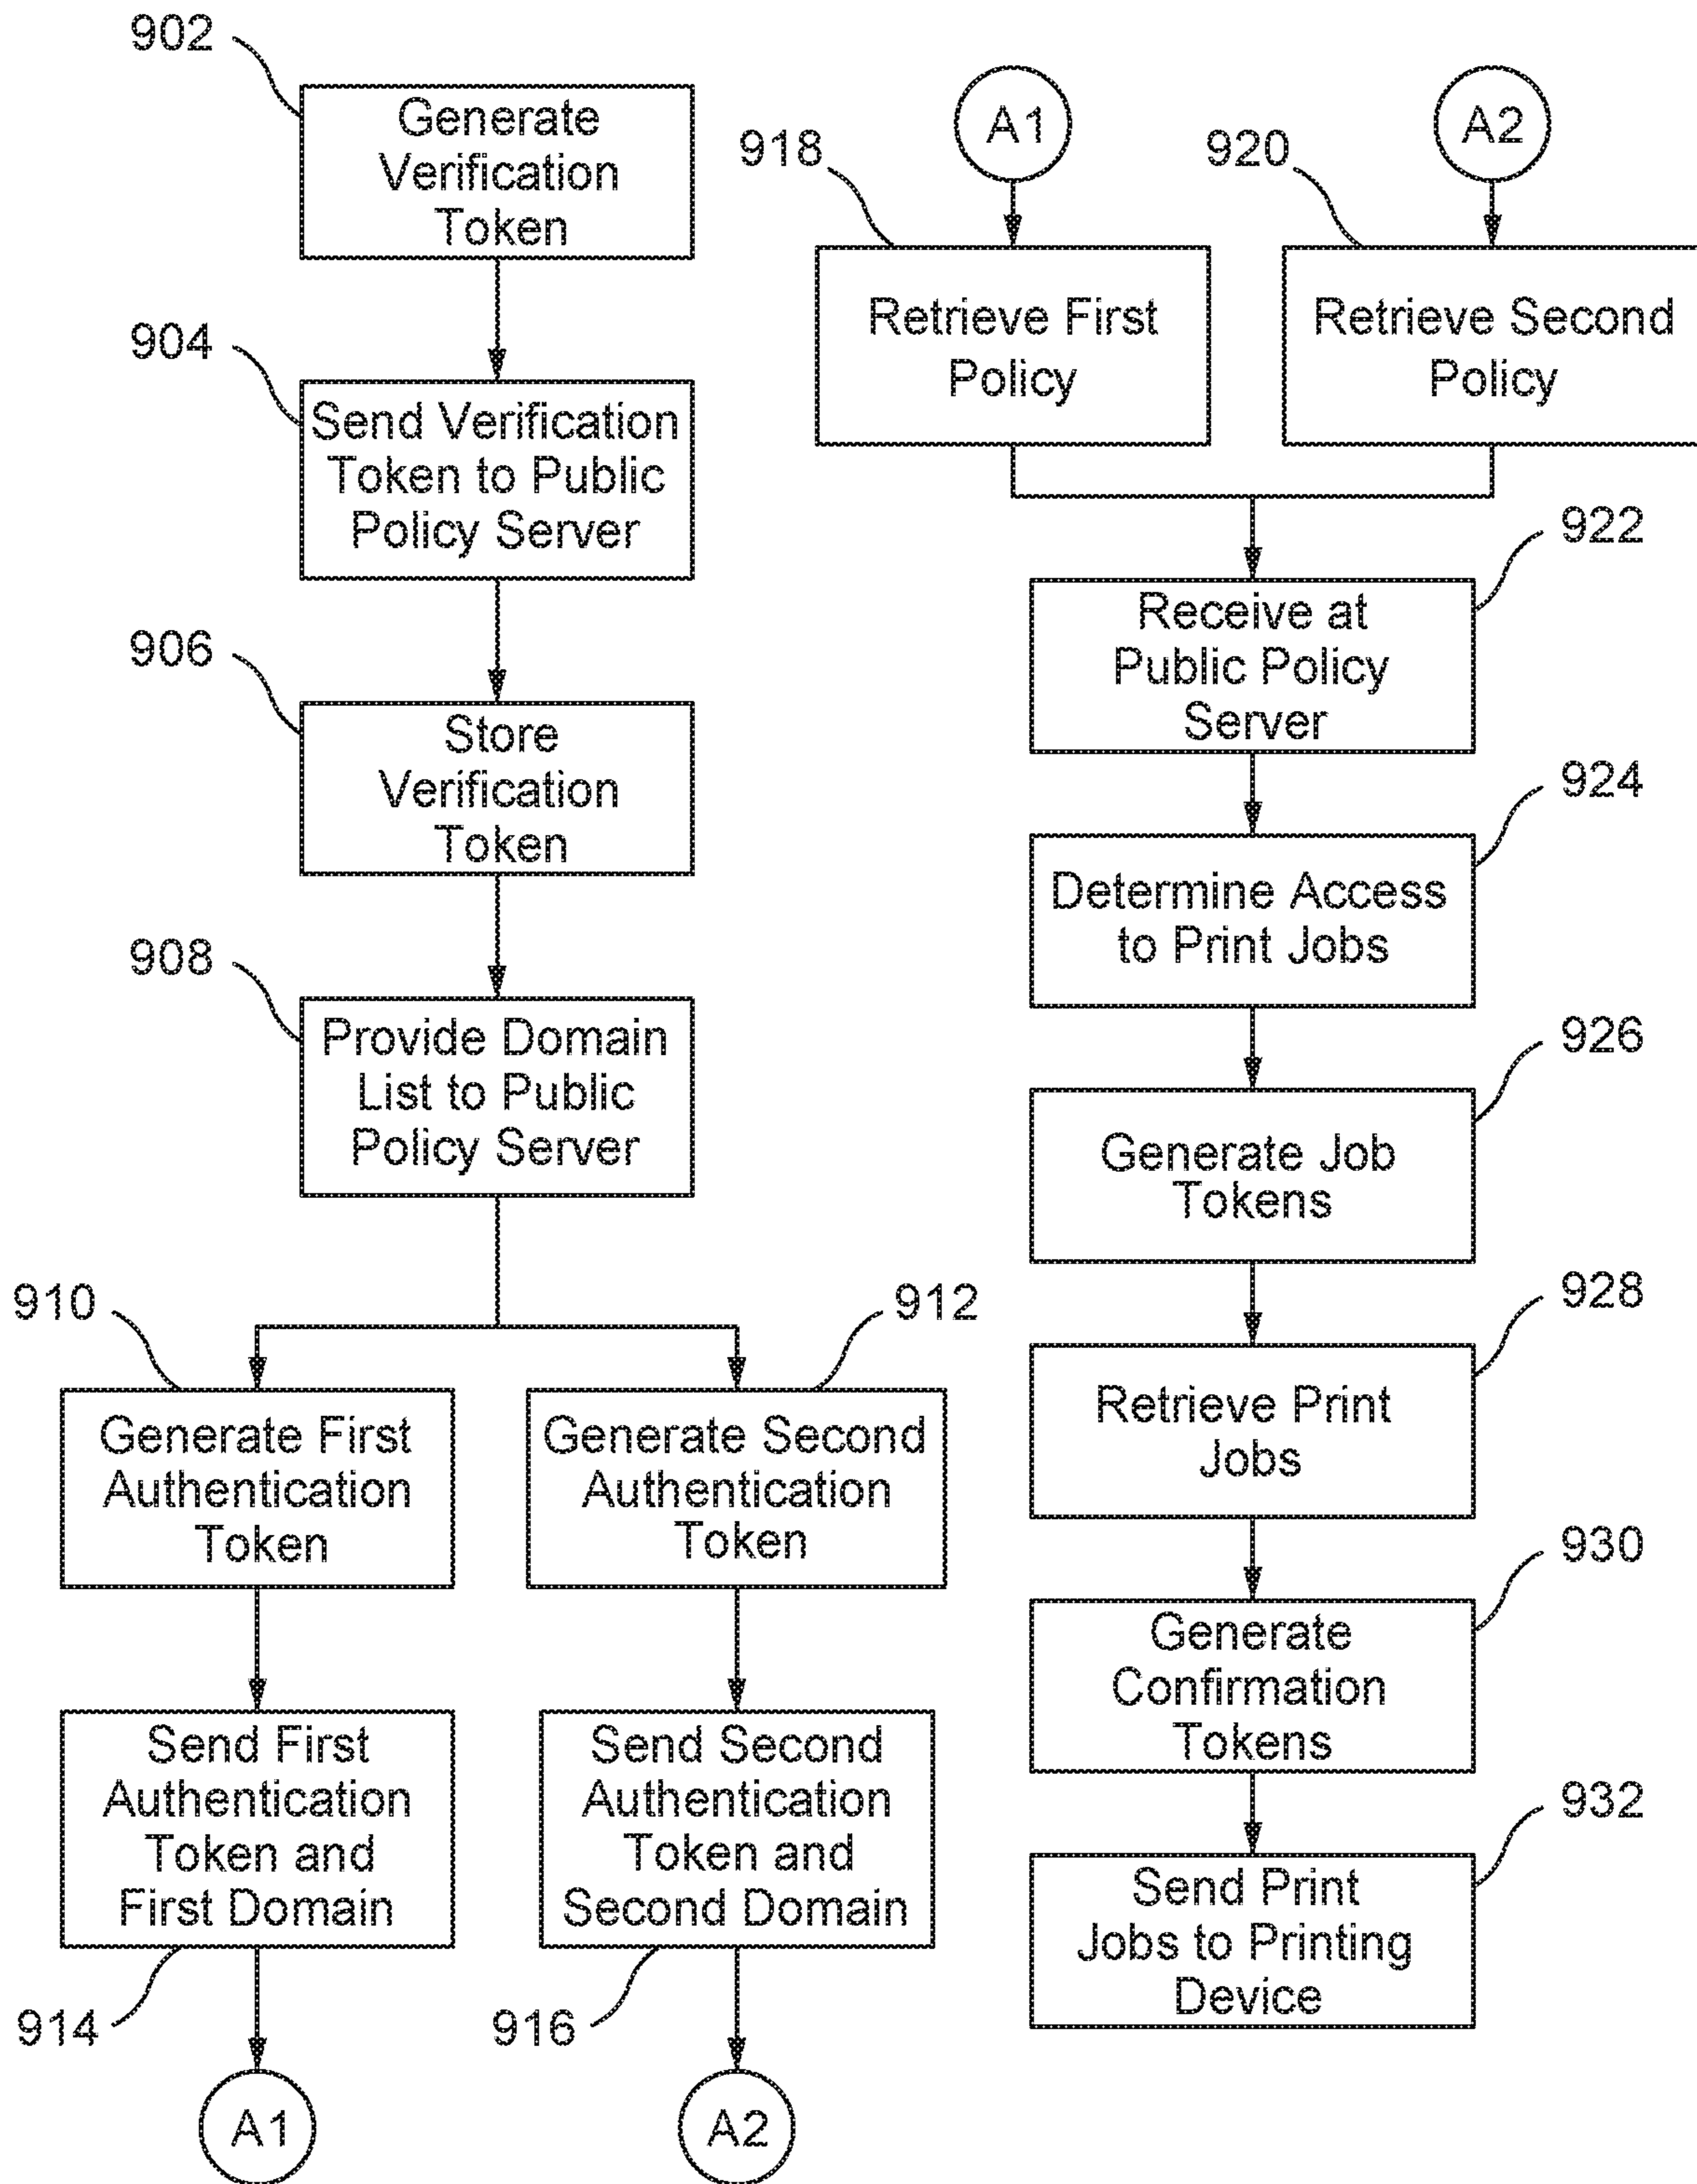 902
Generate
Verification
Token
904
Send Verification
Token to Public
Policy Server
906
Store
Verification
Token
908
Provide Domain
List to Public
Policy Server
910
Generate First
Authentication
Token
912
Generate Second
Authentication
Token
Send First
Authentication
Token and
First Domain
914
Send Second
Authentication
Token and
Second Domain
916
A1
A2
A1
A2
918
Retrieve First
Policy
920
Retrieve Second
Policy
922
Receive at
Public Policy
Server
924
Determine Access
to Print Jobs
926
Generate Job
Tokens
928
Retrieve Print
Jobs
930
Generate
Confirmation
Tokens
932
Send Print
Jobs to Printing
Device